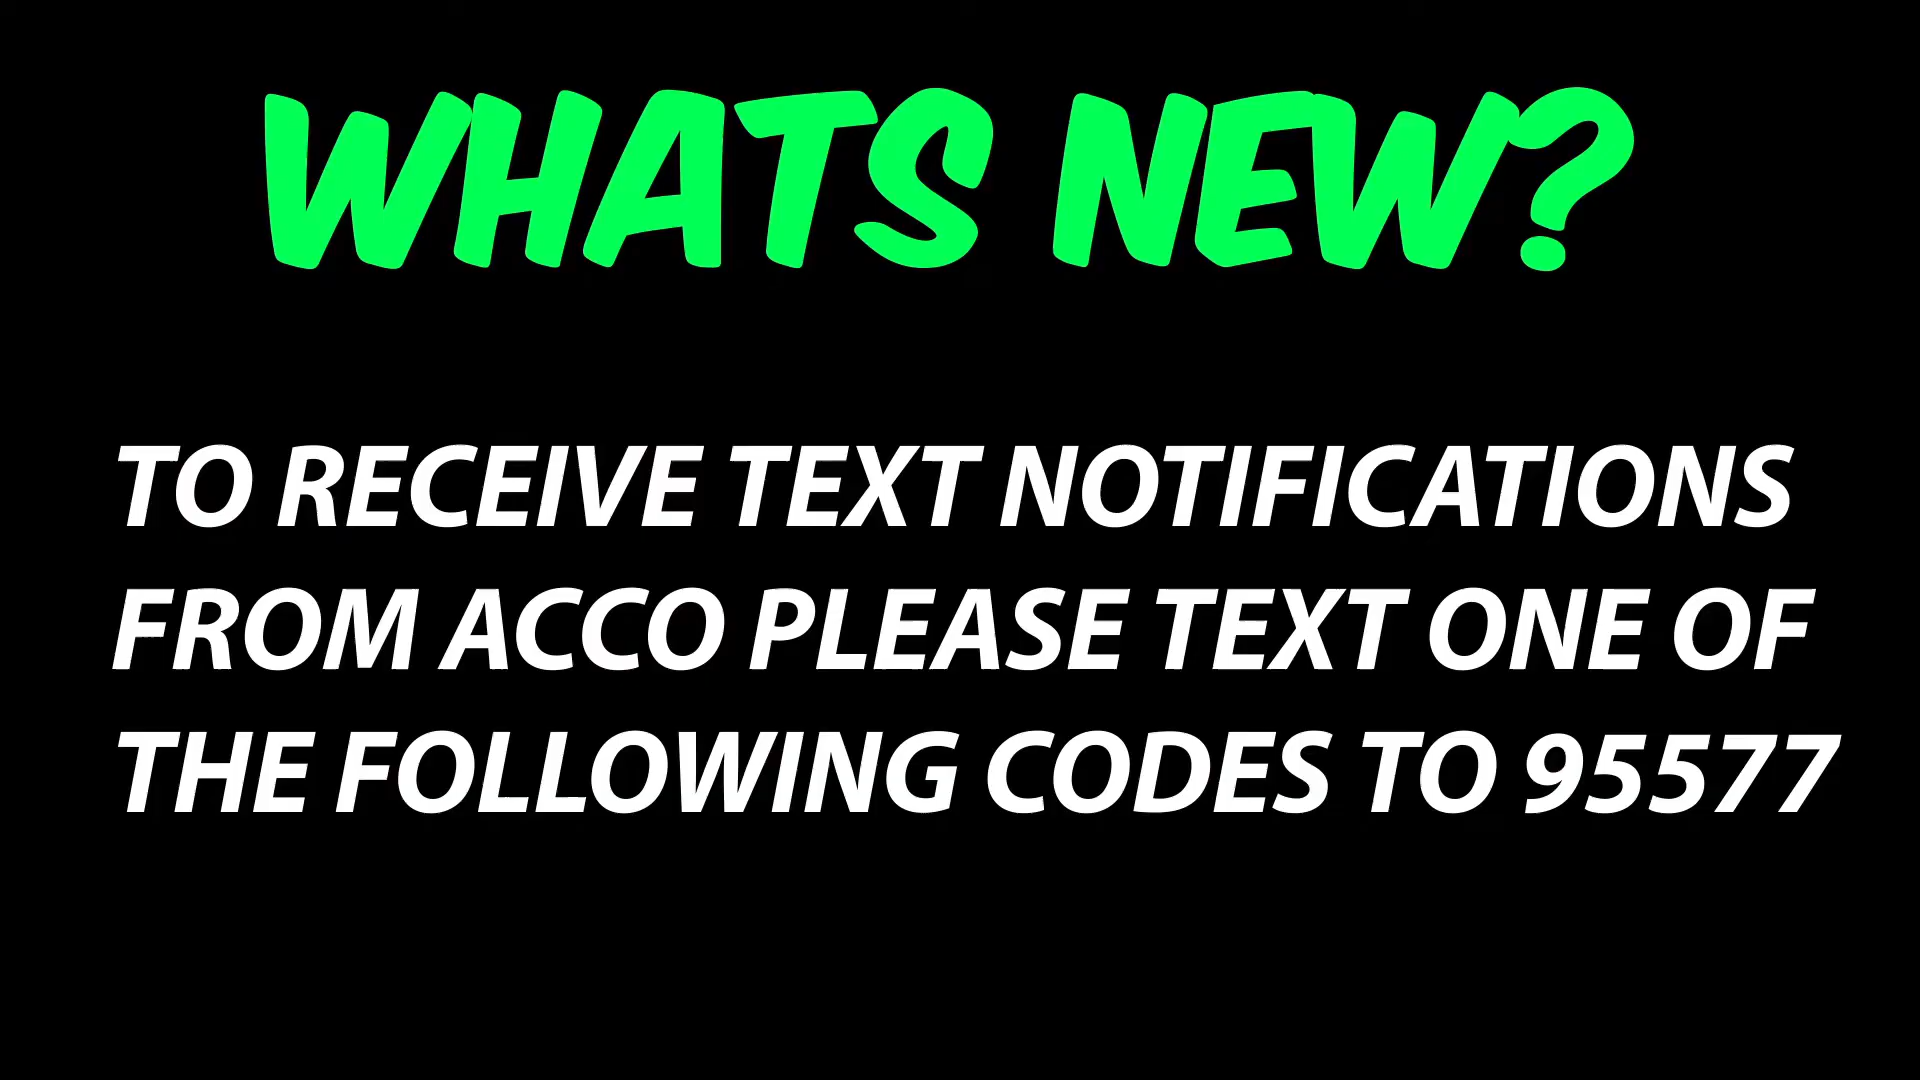 WHATS NEW?
TO RECEIVE TEXT NOTIFICATIONS
FROM ACCO PLEASE TEXT ONE OF
THE FOLLOWING CODES TO 95577